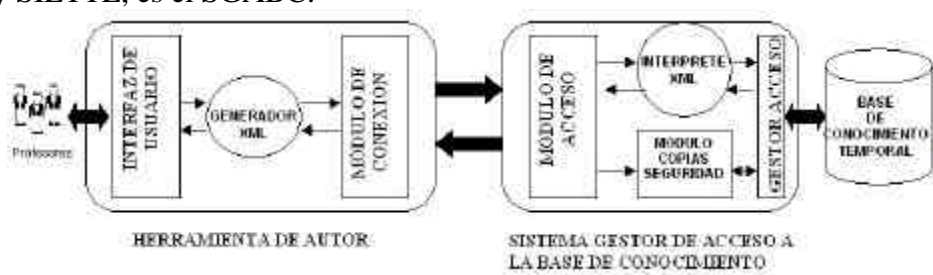 y SIETTE, es el SGABC.
Profesores
INTERFAZ DE
USUARIO
GENERADOR
XML
MÓDULO DE
CONEXION
MODULO DE
ACCESO
INTERPRETE
XML
MODULO
COPIAS
SEGURIDAD
GESTOR ACCESO
BASE
DE
CONOCIMIENTO
TEMPORAL
HERRAMIENTA DE AUTOR
SISTEMA GESTOR DE ACCESO A
LA BASE DE CONOCIMIENTO